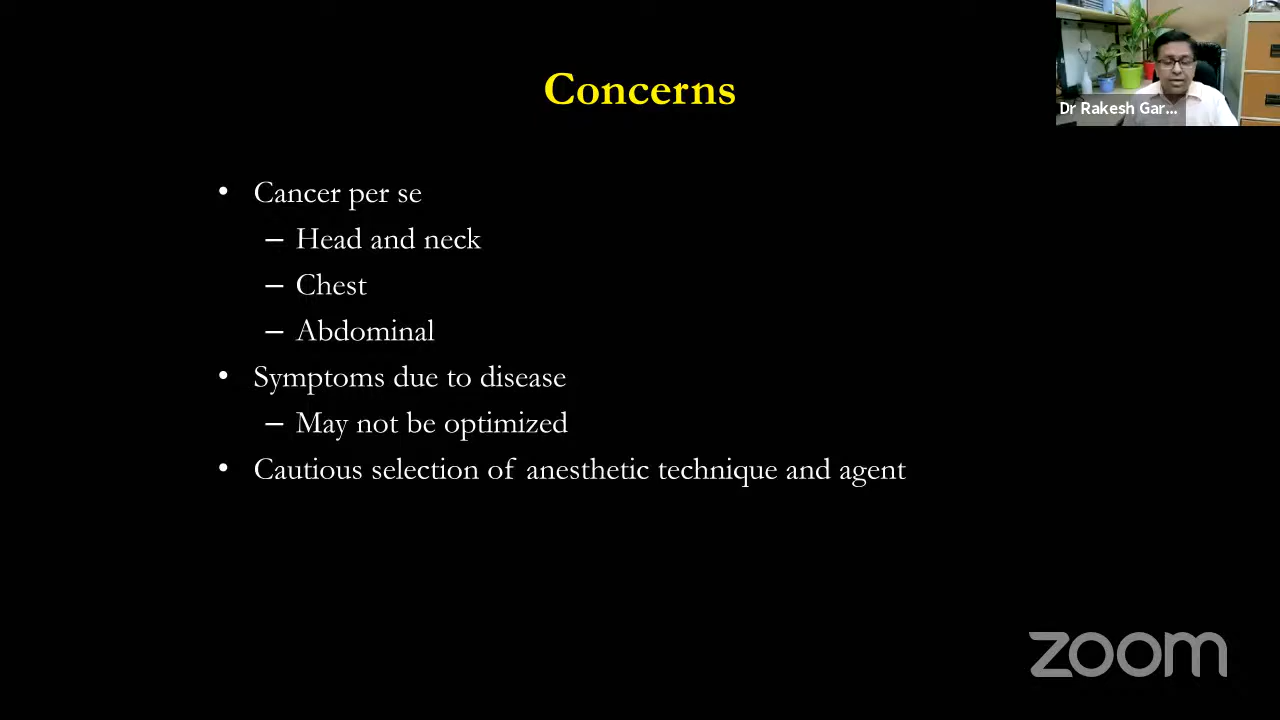 Concerns
Dr Rakesh Gar...
• Cancer per se
– Head and neck
– Chest
– Abdominal
• Symptoms due to disease
– May not be optimized
• Cautious selection of anesthetic technique and agent
zoom